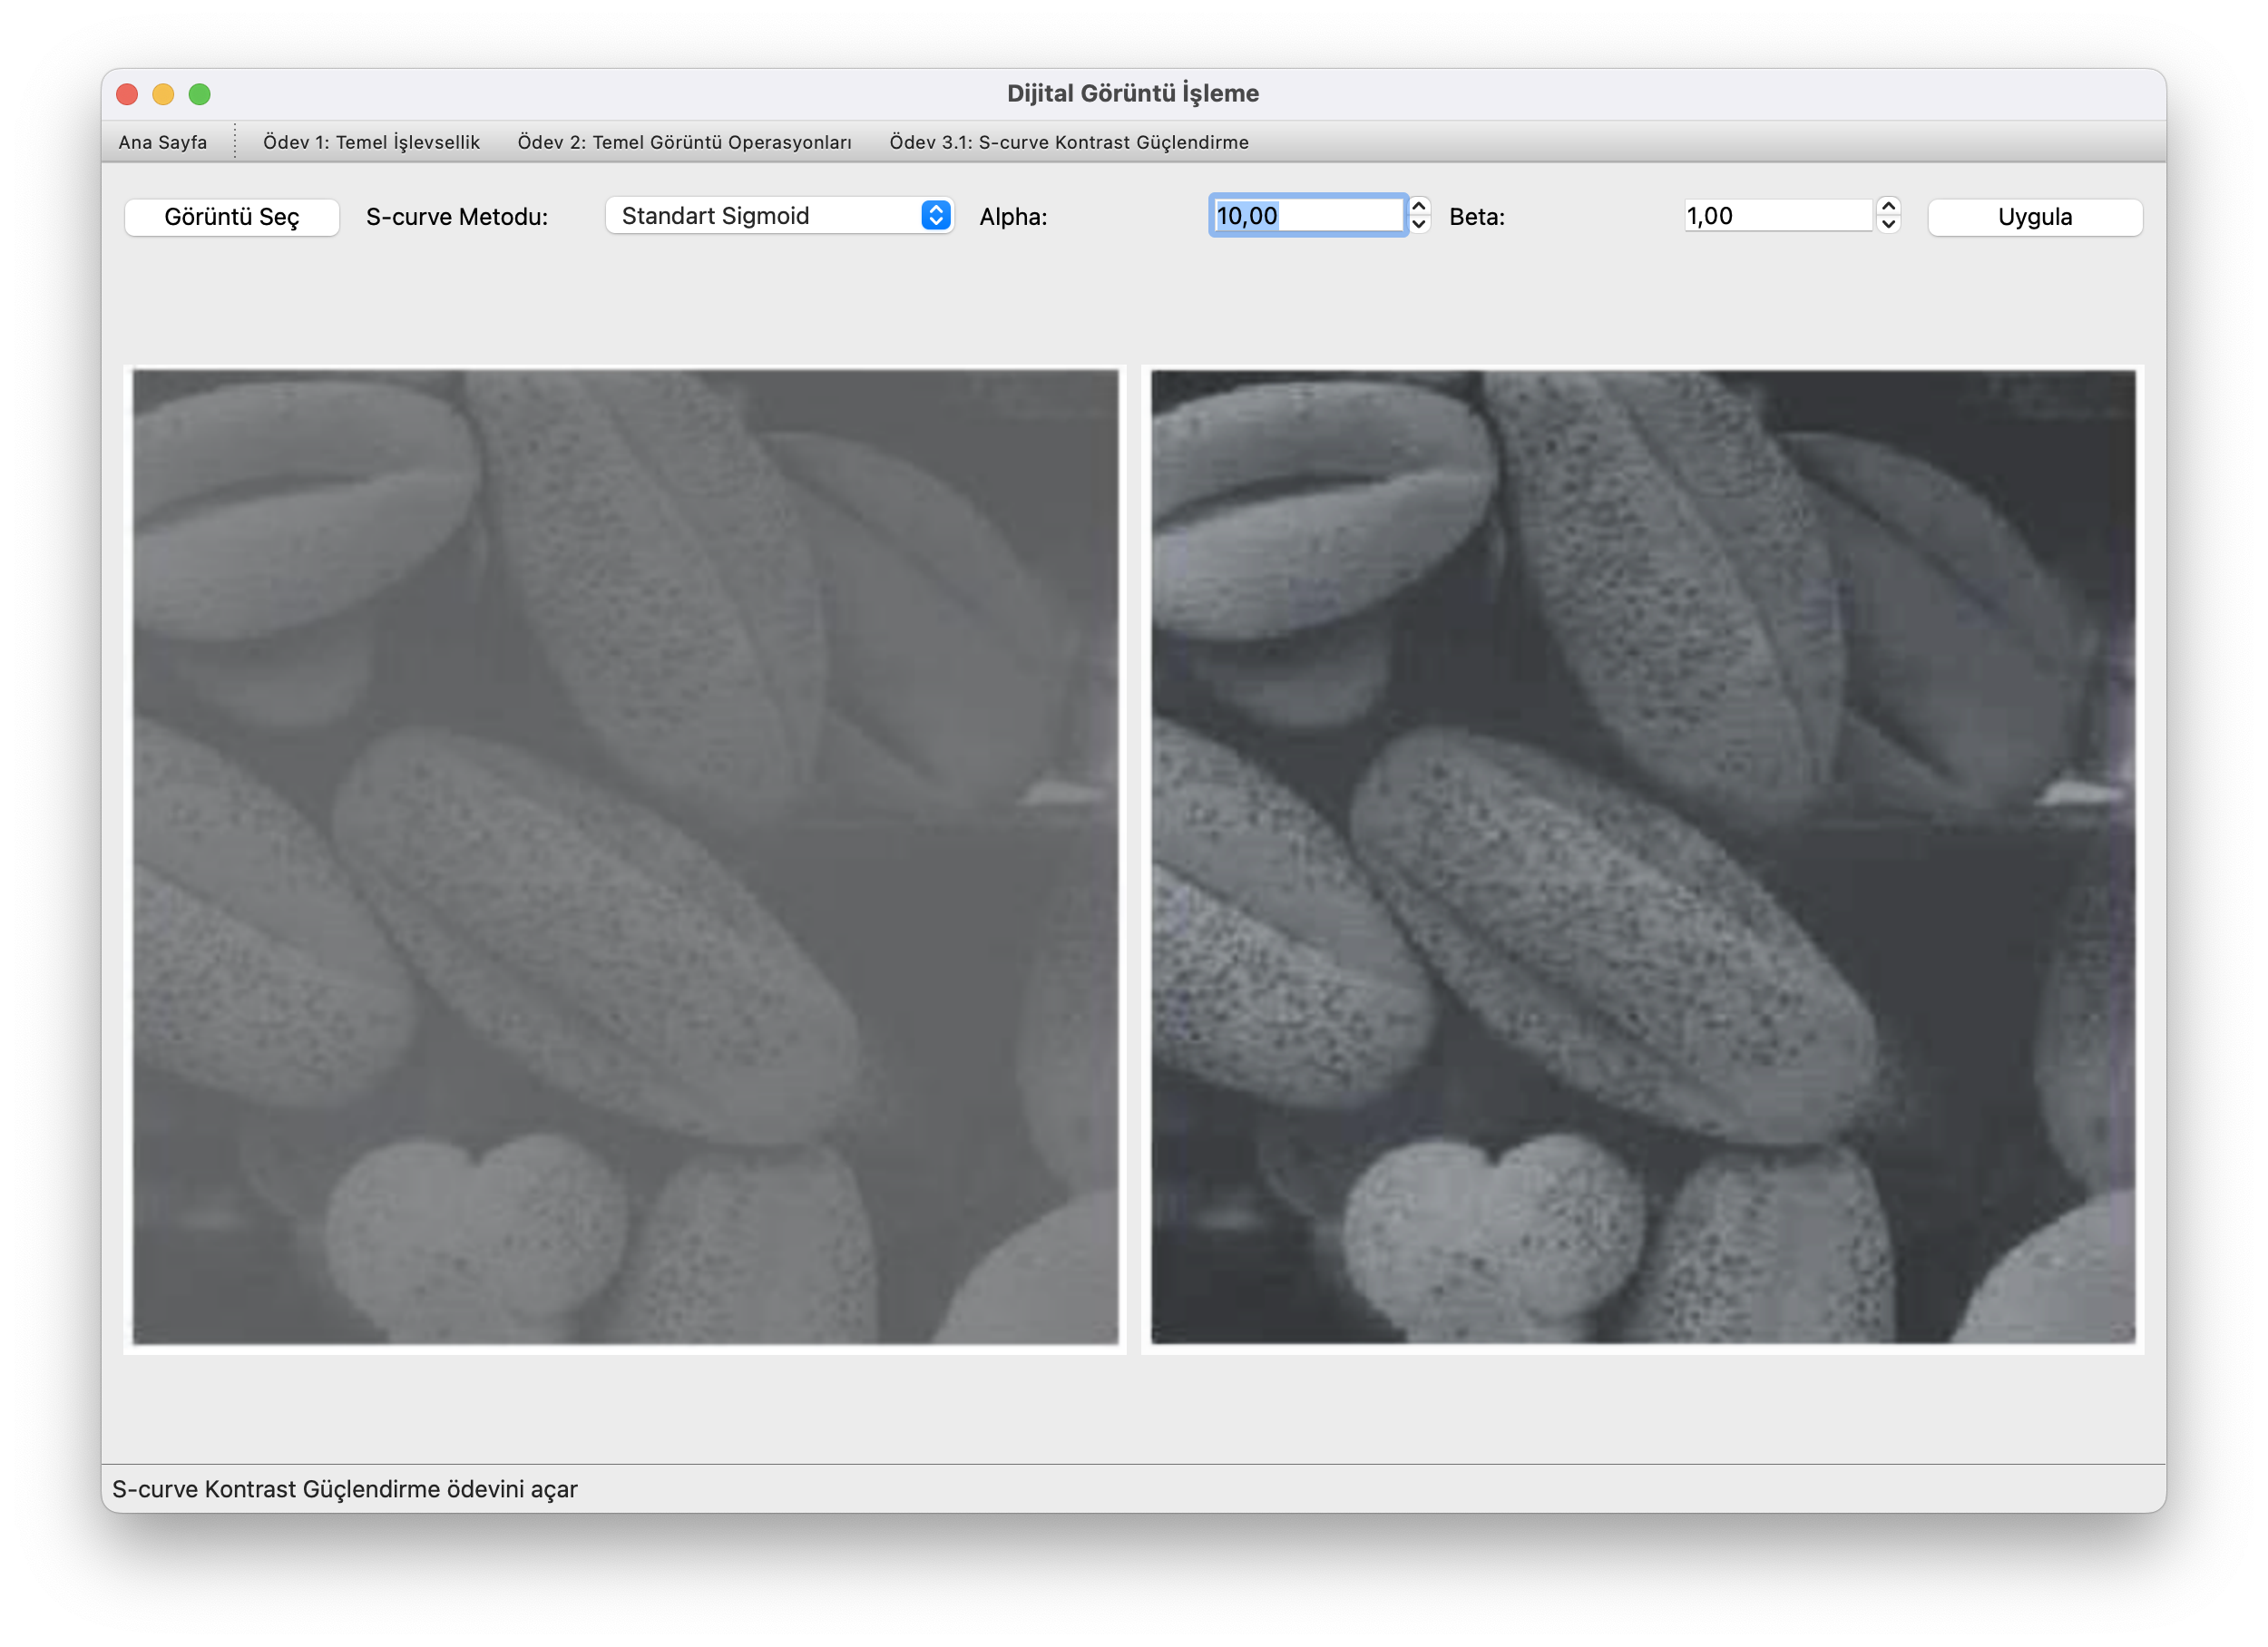 Dijital Görüntü İşleme
Ana Sayfa Ödev 1: Temel İşlevsellik Ödev 2: Temel Görüntü Operasyonları Ödev 3.1: S-curve Kontrast Güçlendirme
Görüntü Seç S-curve Metodu: Standart Sigmoid Alpha: 10,00 Beta: 1,00 Uygula
S-curve Kontrast Güçlendirme ödevini açar